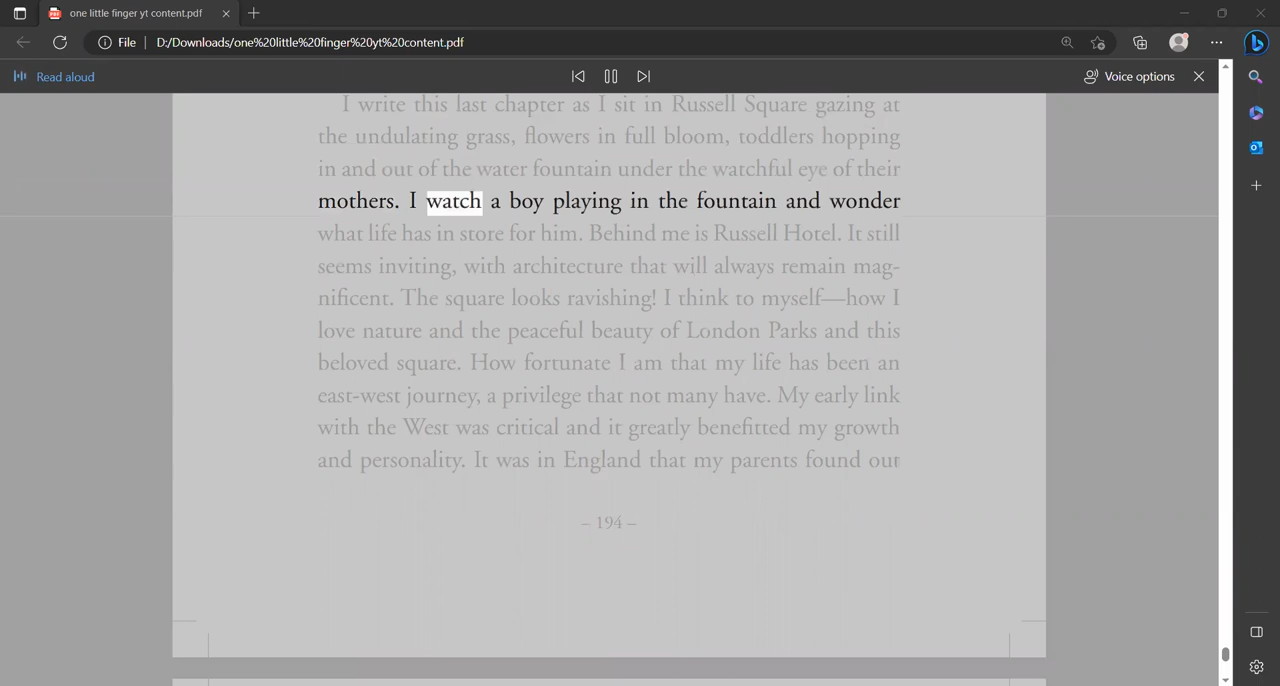 one little finger yt content.pdf
File
D:/Downloads/one%20little%20finger%20yt%20content.pdf
Read aloud
Voice options
I write this last chapter as I sit in Russell Square gazing at
the undulating grass, flowers in full bloom, toddlers hopping
in and out of the water fountain under the watchful eye of their
mothers. I watch a boy playing in the fountain and wonder
what life has in store for him. Behind me is Russell Hotel. It still
seems inviting, with architecture that will always remain mag-
nificent. The square looks ravishing! I think to myself—how I
love nature and the peaceful beauty of London Parks and this
beloved square. How fortunate I am that my life has been an
east-west journey, a privilege that not many have. My early link
with the West was critical and it greatly benefitted my growth
and personality. It was in England that my parents found out
– 194 –